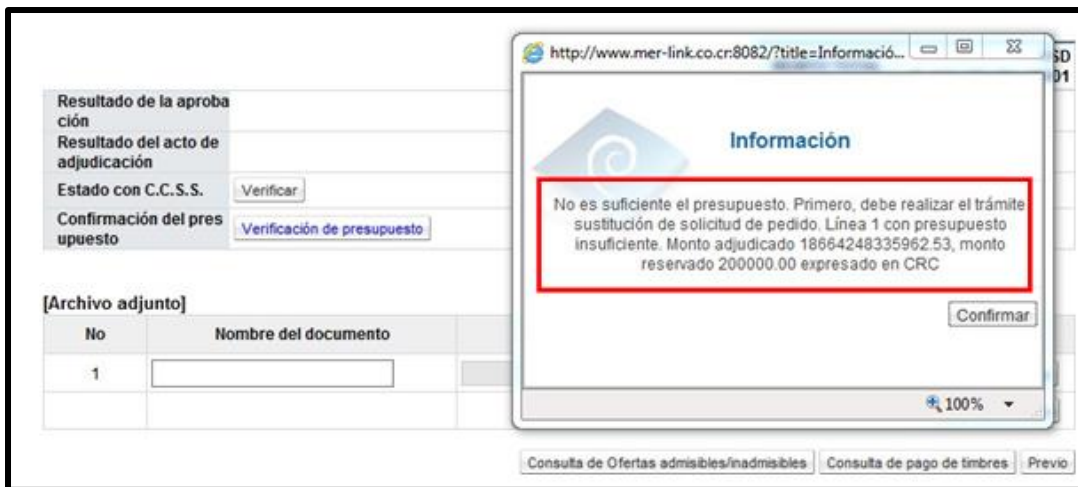 http://www.mer-link.co.cr:8082/?title=Informació...
SD
01
Resultado de la aproba
ción
Resultado del acto de
adjudicación
Estado con C.C.S.S.
Verificar
Confirmación del pres
upuesto
Verificación de presupuesto
Información
No es suficiente el presupuesto. Primero, debe realizar el trámite
sustitución de solicitud de pedido. Línea 1 con presupuesto
insuficiente. Monto adjudicado 18664248335962.53, monto
reservado 200000.00 expresado en CRC
Confirmar
100%
[Archivo adjunto]
No
Nombre del documento
1
Consulta de Ofertas admisibles/inadmisibles
Consulta de pago de timbres
Previo